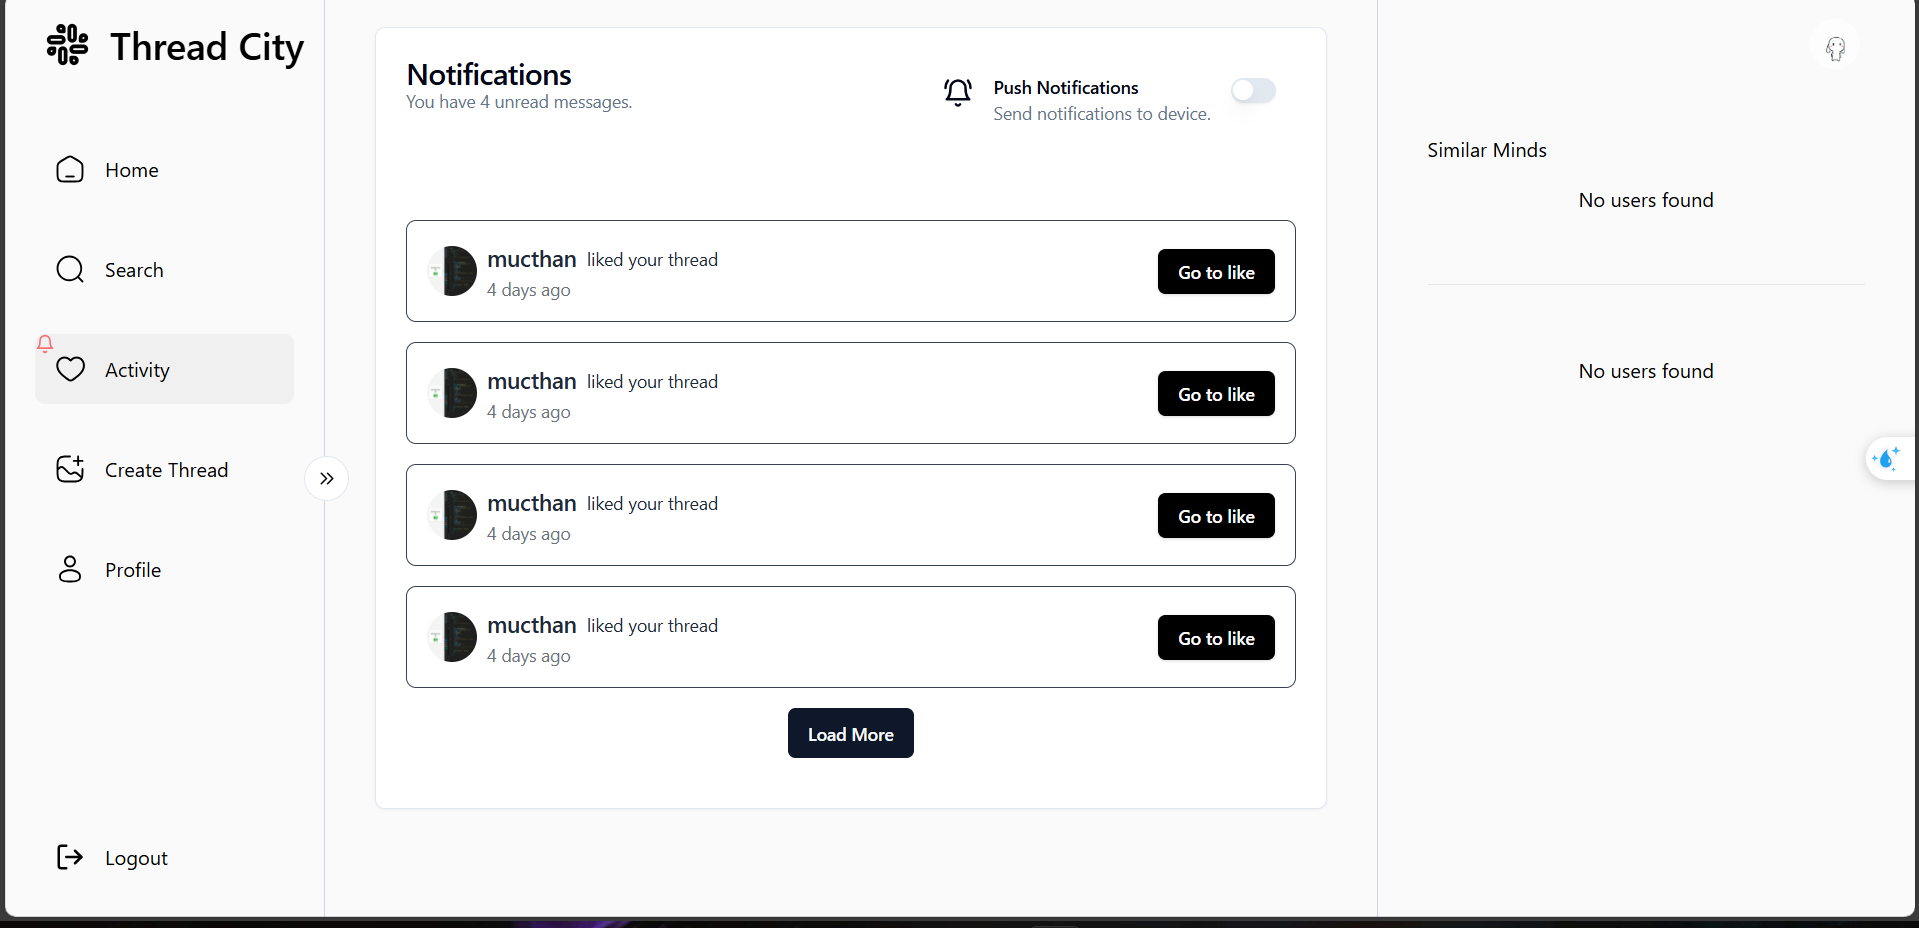 Thread City
Home
Search
Activity
Create Thread
Profile
Logout
Notifications
You have 4 unread messages.
Push Notifications
Send notifications to device.
mucthan liked your thread
4 days ago
Go to like
mucthan liked your thread
4 days ago
Go to like
mucthan liked your thread
4 days ago
Go to like
mucthan liked your thread
4 days ago
Go to like
Load More
Similar Minds
No users found
No users found